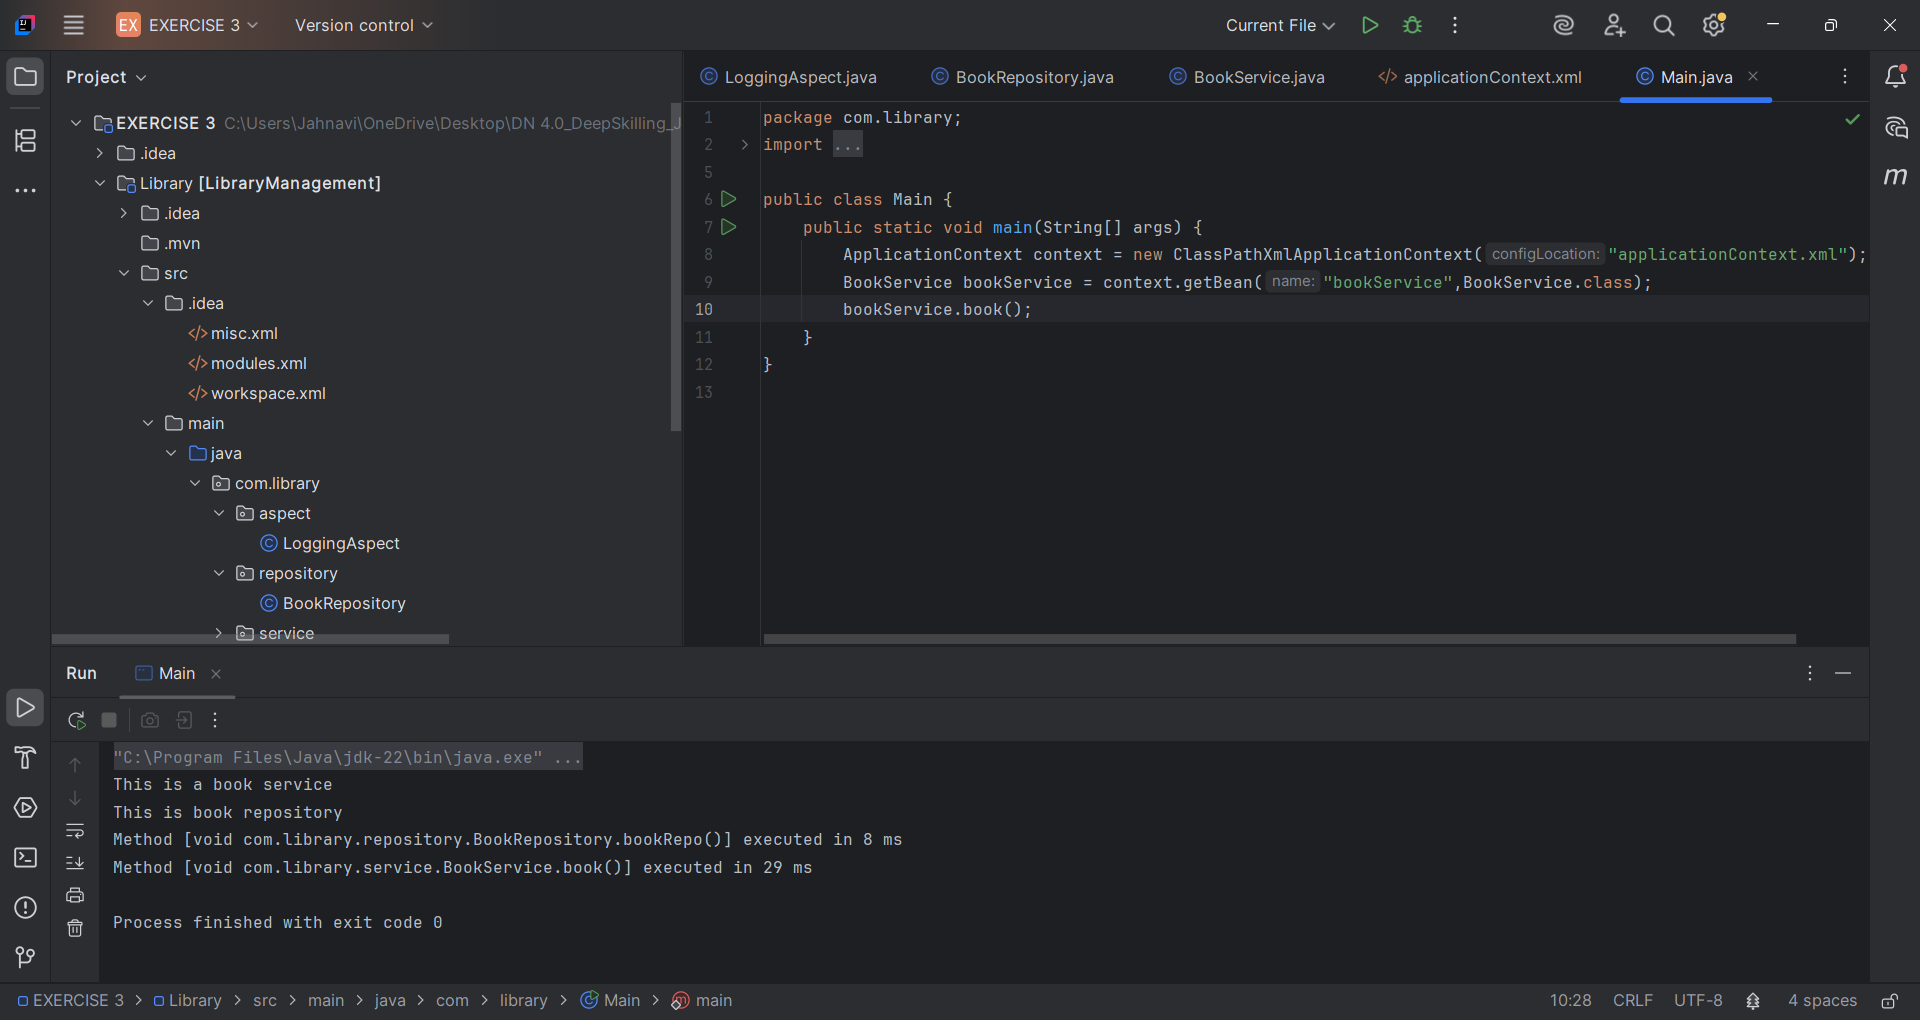 EX EXERCISE 3 Version control Current File
Project
EXERCISE 3 C:\Users\Jahnavi\OneDrive\Desktop\DN 4.0_DeepSkilling_J
.idea
Library [LibraryManagement]
.idea
.mvn
src
.idea
misc.xml
modules.xml
workspace.xml
main
java
com.library
aspect
LoggingAspect
repository
BookRepository
service
LoggingAspect.java BookRepository.java BookService.java applicationContext.xml Main.java
1 package com.library;
2 import ...
5
6 public class Main {
7 public static void main(String[] args) {
8 ApplicationContext context = new ClassPathXmlApplicationContext( configLocation: "applicationContext.xml");
9 BookService bookService = context.getBean( name: "bookService",BookService.class);
10 bookService.book();
11 }
12 }
13
Run Main
"C:\Program Files\Java\jdk-22\bin\java.exe" ...
This is a book service
This is book repository
Method [void com.library.repository.BookRepository.bookRepo()] executed in 8 ms
Method [void com.library.service.BookService.book()] executed in 29 ms
Process finished with exit code 0
EXERCISE 3 > Library > src > main > java > com > library > Main > main 10:28 CRLF UTF-8 4 spaces